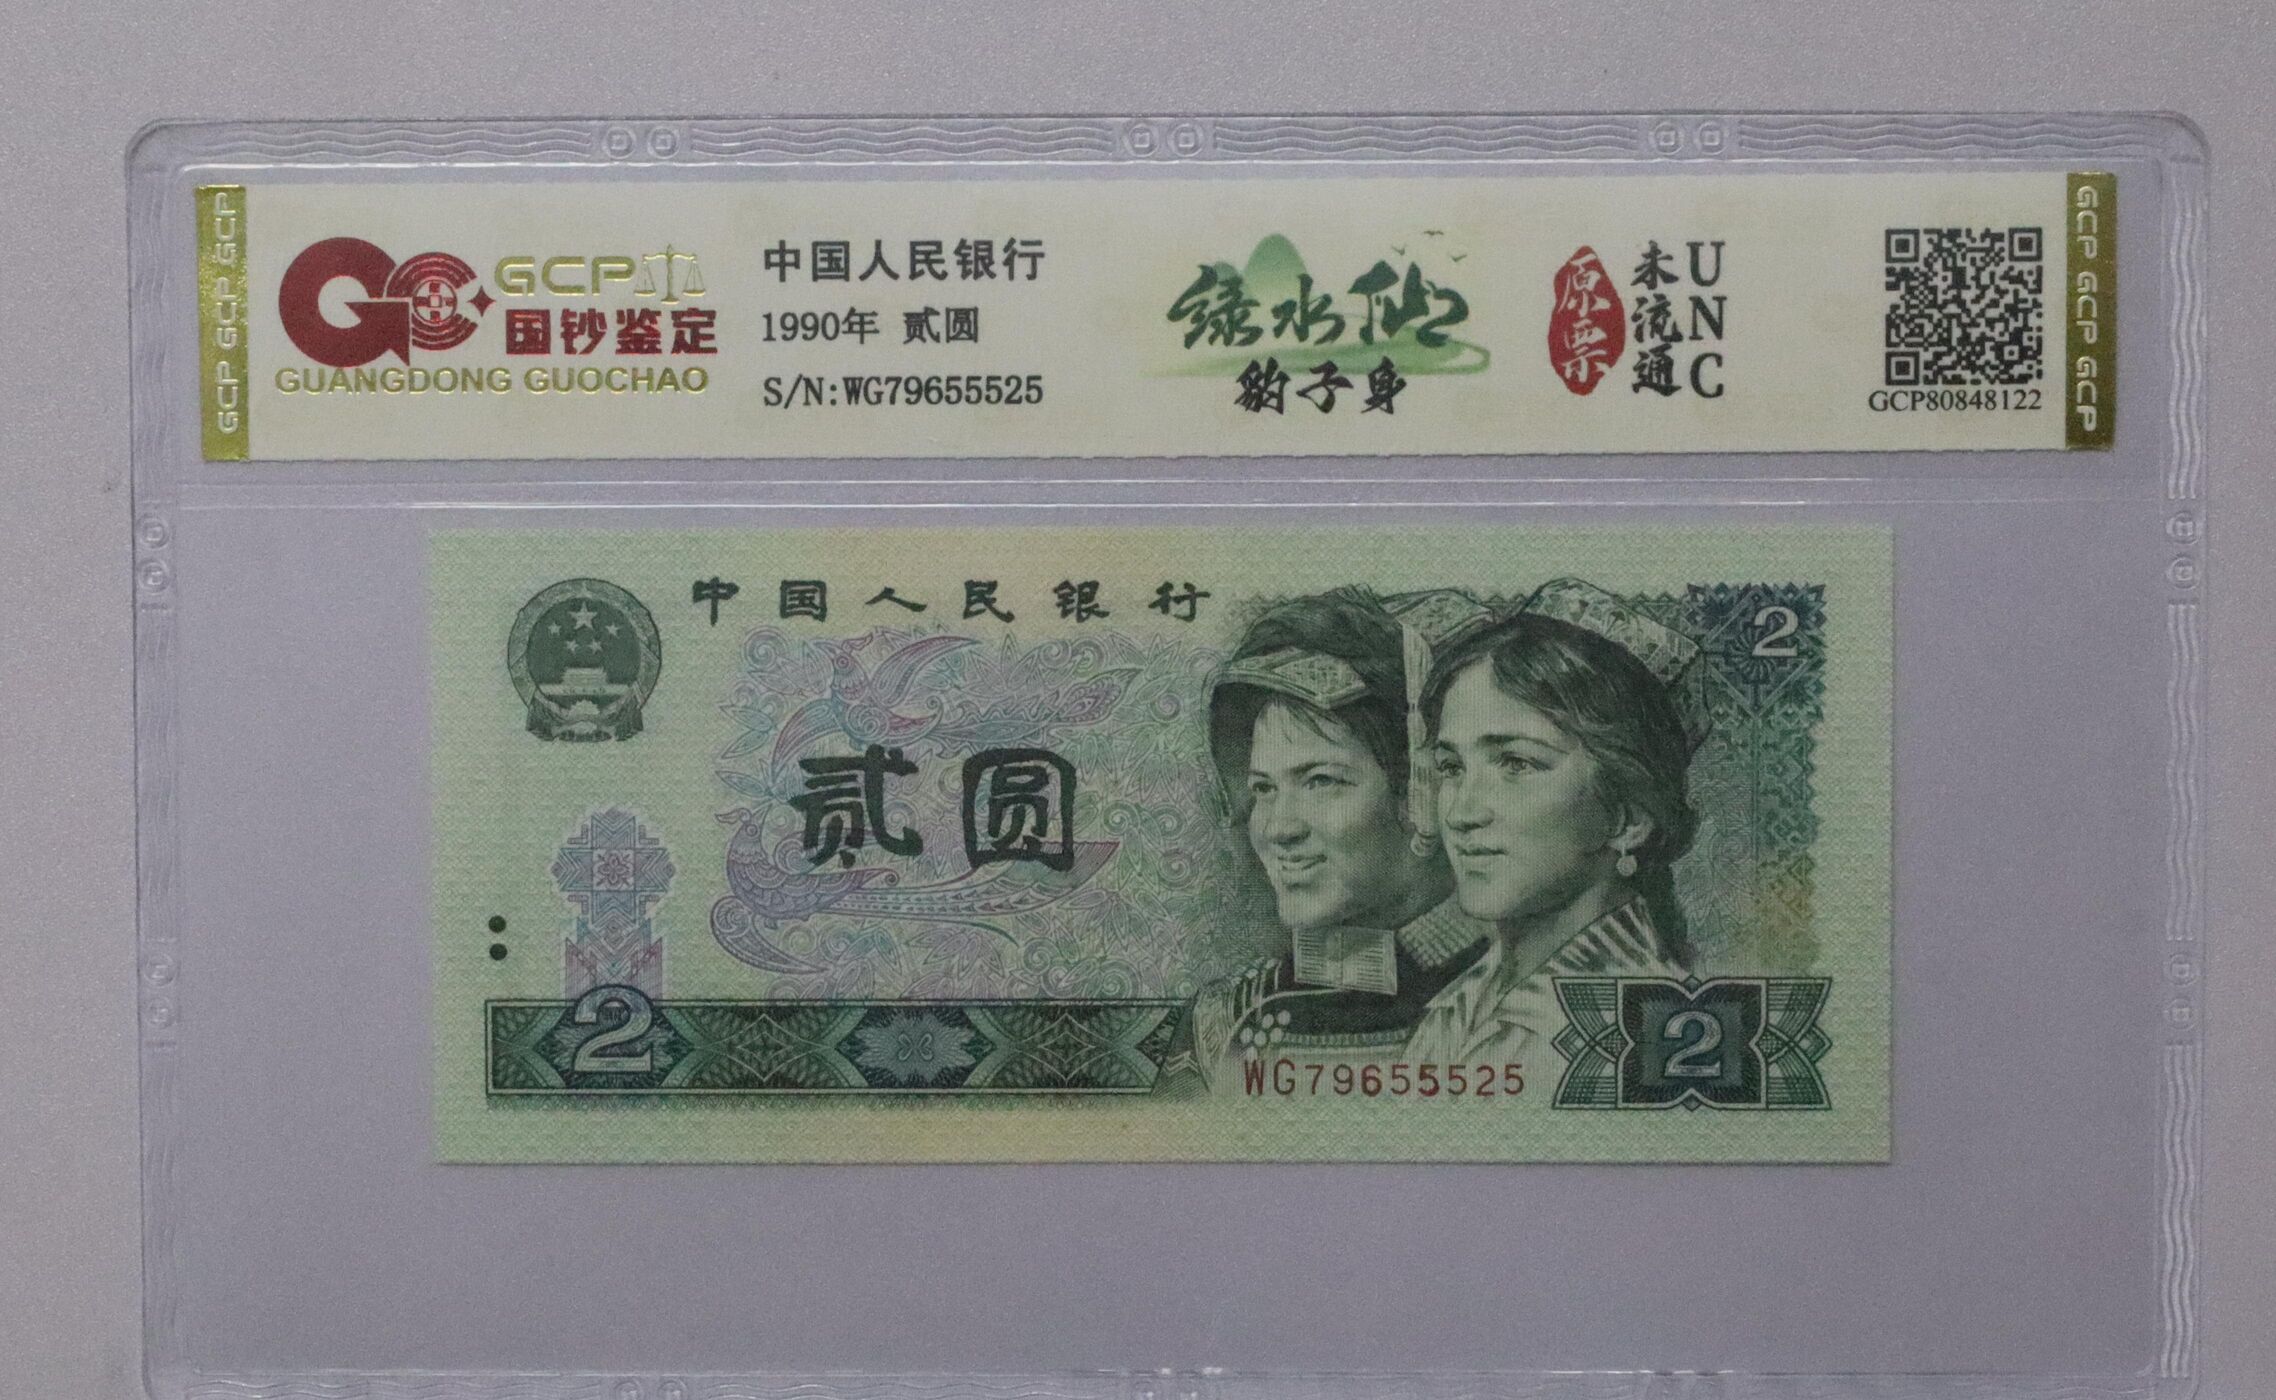 GCP GCP GCP
GCP
国钞鉴定
GUANGDONG GUOCHAO
中国人民银行
1990年 贰圆
S/N:WG79655525
绿水仙
豹子身
原票
未流通
UNC
GCP80848122
GCP GCP GCP
中国人民银行
2
贰圆
2
WG79655525
2